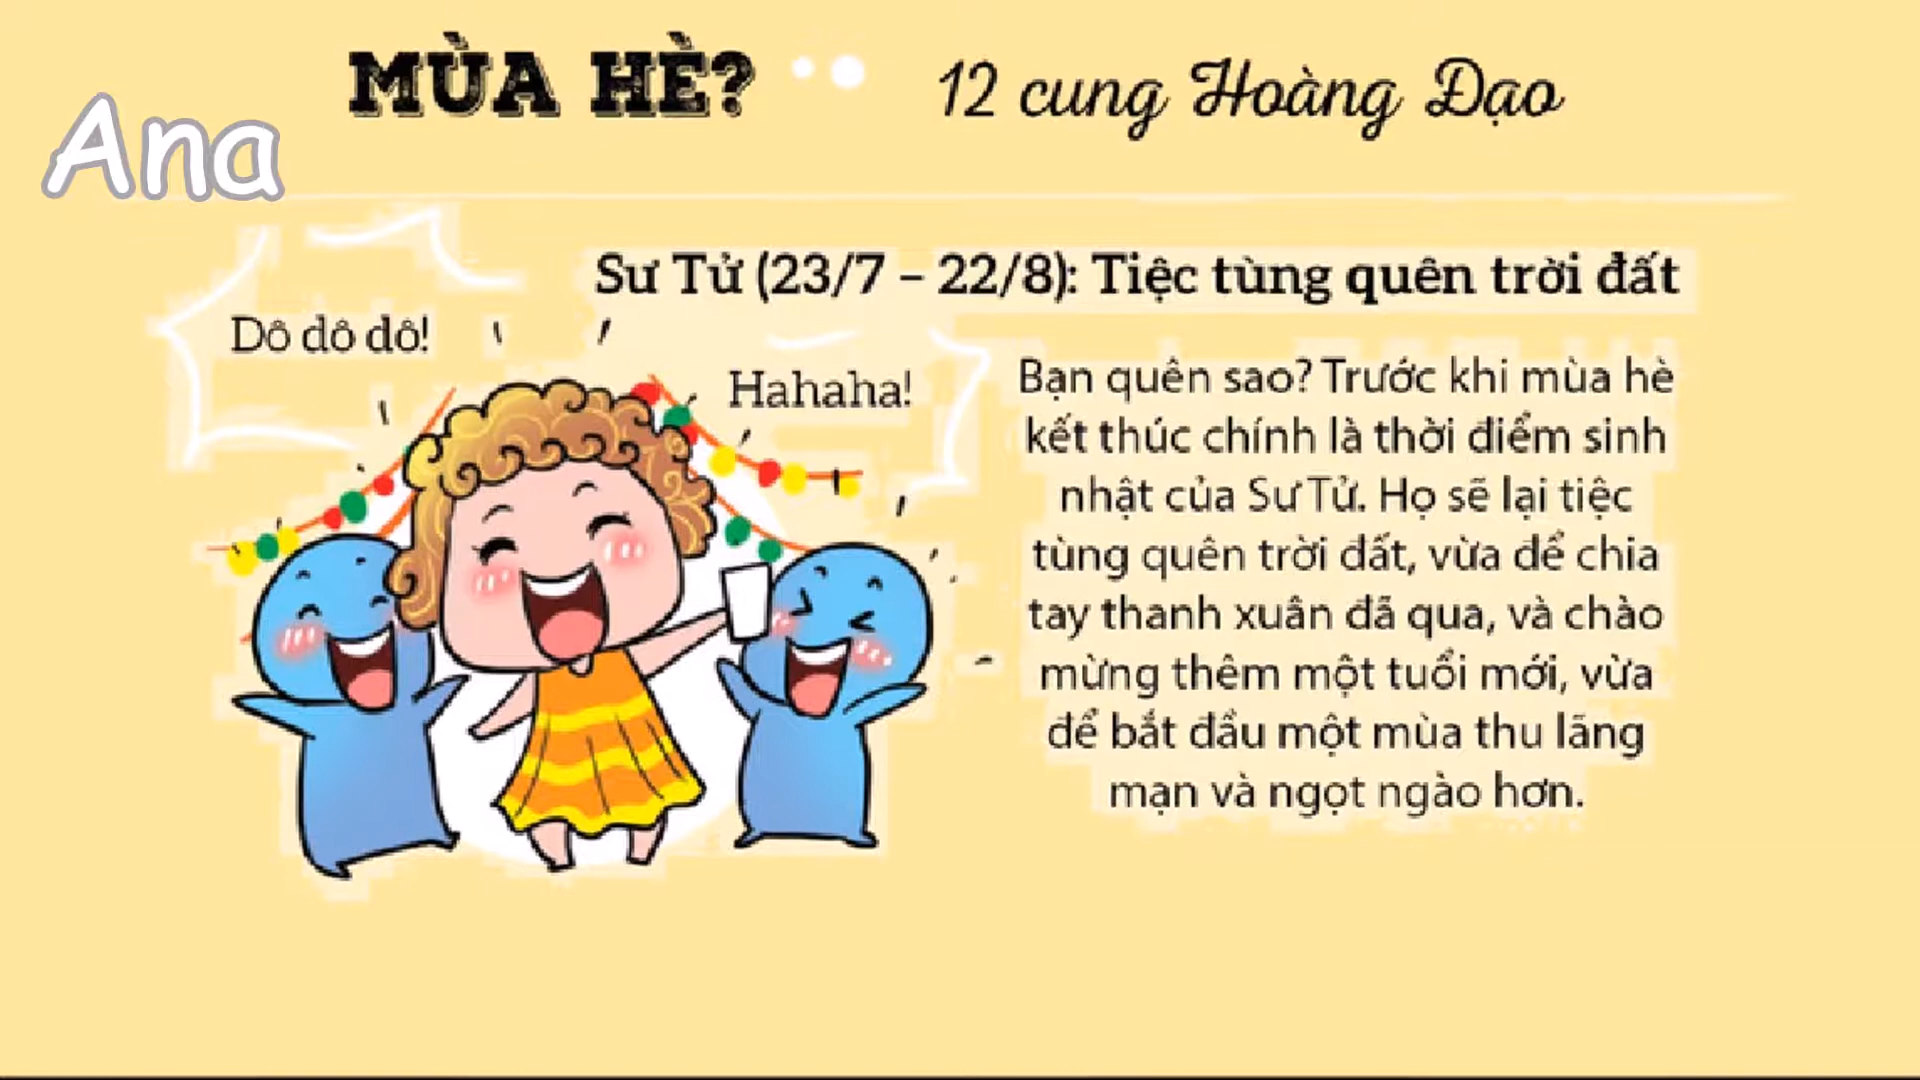 MÙA HÈ?
12 cung Hoàng Đạo
Ana
Sư Tử (23/7 – 22/8): Tiệc tùng quên trời đất
Dô dô dô!
Hahaha!
Bạn quên sao? Trước khi mùa hè
kết thúc chính là thời điểm sinh
nhật của Sư Tử. Họ sẽ lại tiệc
tùng quên trời đất, vừa để chia
tay thanh xuân đã qua, và chào
mừng thêm một tuổi mới, vừa
để bắt đầu một mùa thu lãng
mạn và ngọt ngào hơn.